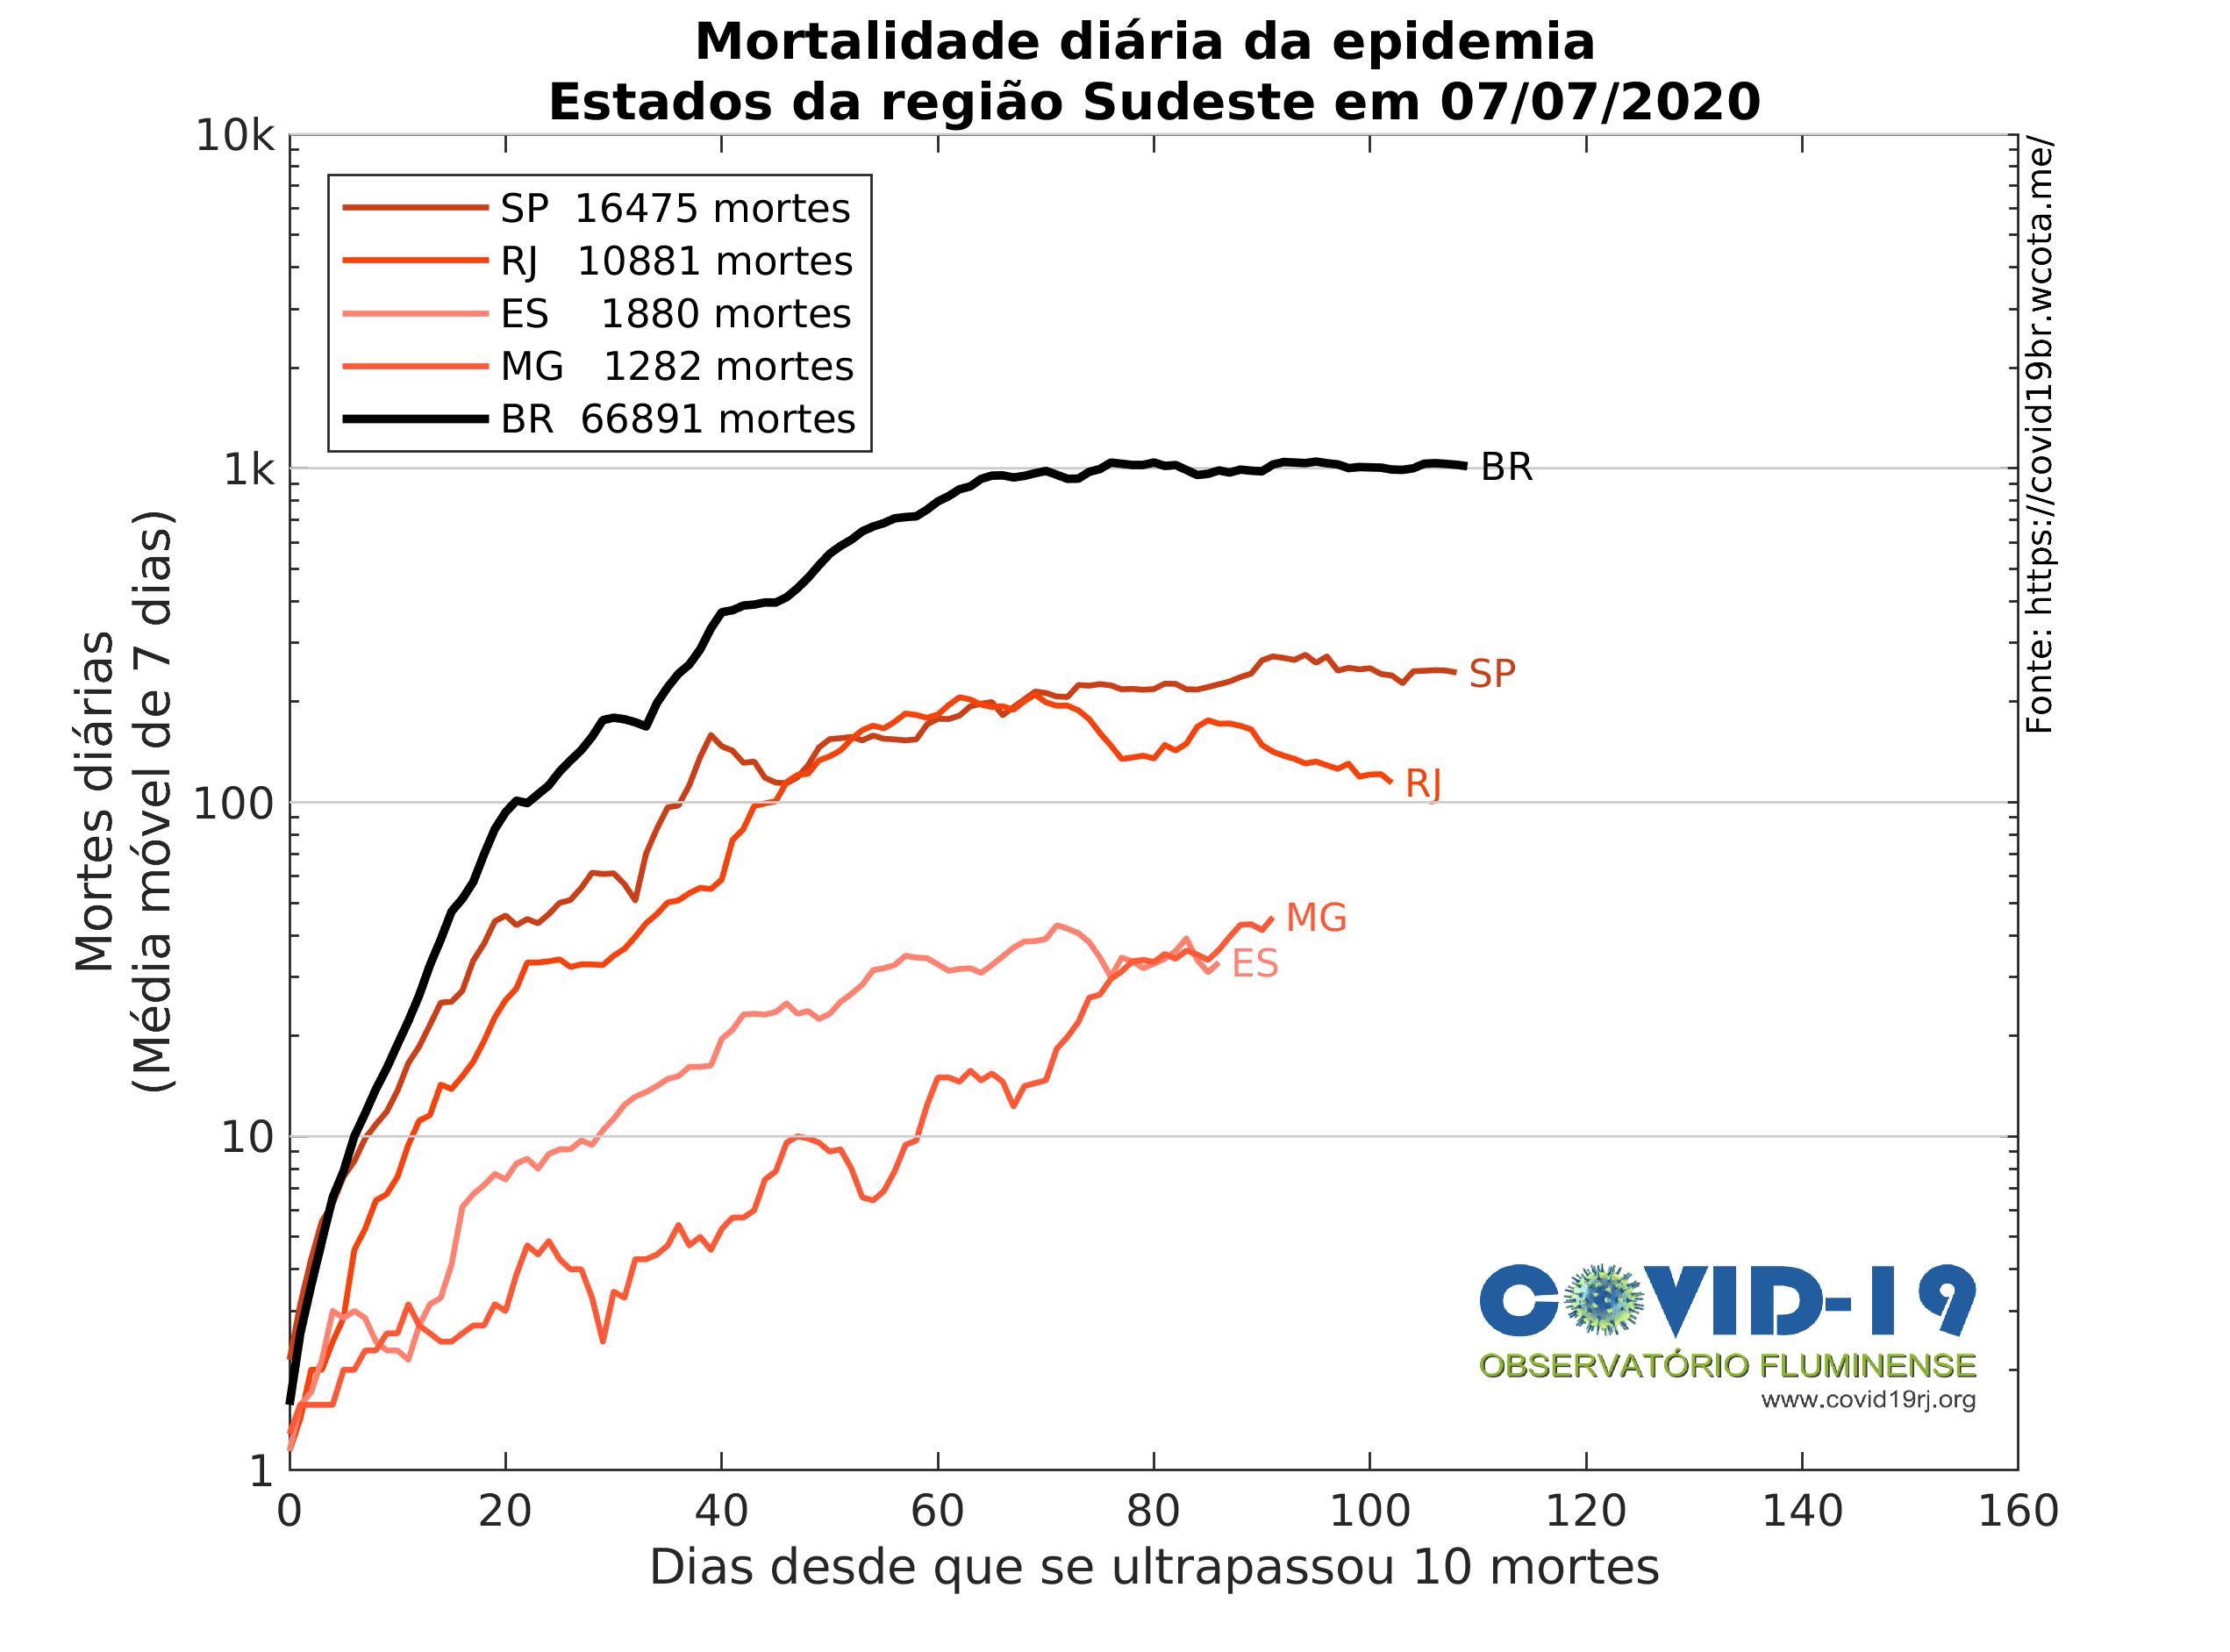 Mortalidade diária da epidemia
Estados da região Sudeste em 07/07/2020
10k
1k
100
10
1
Mortes diárias
(Média móvel de 7 dias)
SP 16475 mortes
RJ 10881 mortes
ES 1880 mortes
MG 1282 mortes
BR 66891 mortes
BR
SP
RJ
MG
ES
Fonte: https://covid19br.wcota.me/
COVID-19
OBSERVATÓRIO FLUMINENSE
www.covid19rj.org
0 20 40 60 80 100 120 140 160
Dias desde que se ultrapassou 10 mortes